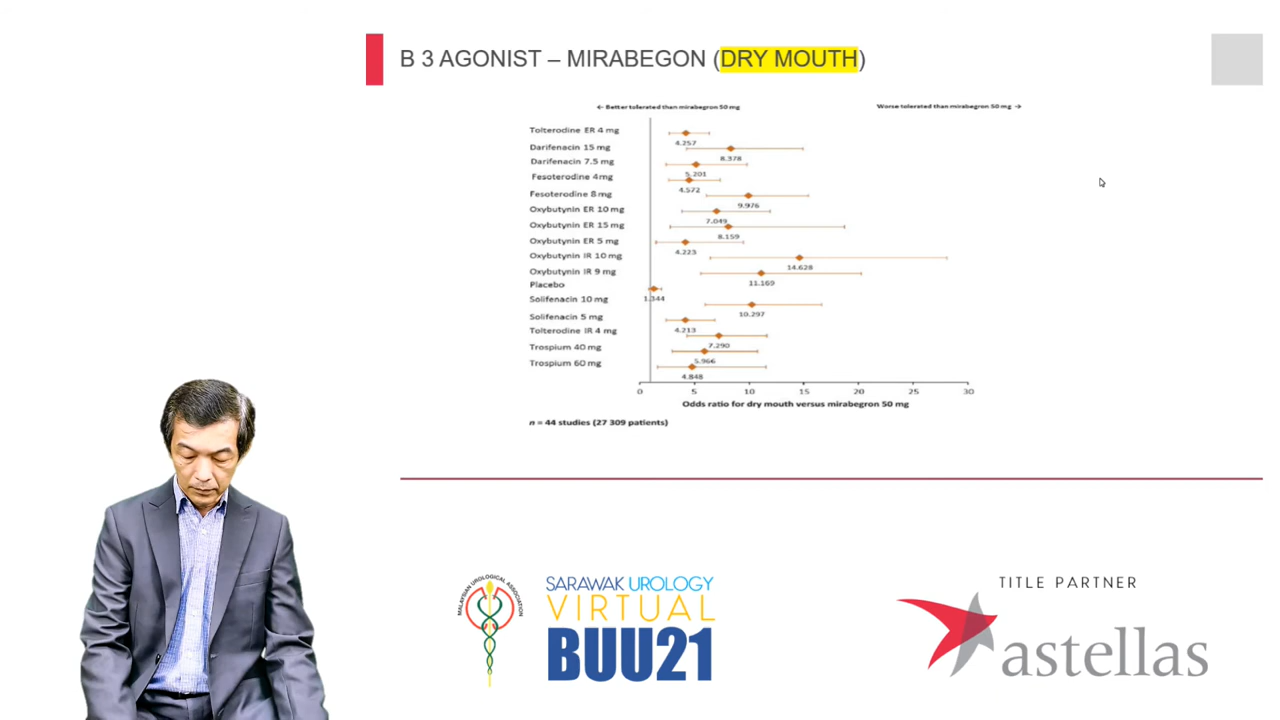 B 3 AGONIST – MIRABEGON (DRY MOUTH)
← Better tolerated than mirabegron 50 mg
Worse tolerated than mirabegron 50 mg →
Tolterodine ER 4 mg
4.257
Darifenacin 15 mg
8.378
Darifenacin 7.5 mg
5.201
Fesoterodine 4mg
4.572
Fesoterodine 8mg
9.976
Oxybutynin ER 10 mg
7.049
Oxybutynin ER 15 mg
8.159
Oxybutynin ER 5 mg
4.223
Oxybutynin IR 10 mg
14.628
Oxybutynin IR 9 mg
11.169
Placebo
1.344
Solifenacin 10 mg
10.297
Solifenacin 5 mg
4.213
Tolterodine IR 4 mg
7.290
Trospium 40 mg
5.966
Trospium 60 mg
4.848
0 5 10 15 20 25 30
Odds ratio for dry mouth versus mirabegron 50 mg
n = 44 studies (27 309 patients)
MALAYSIAN UROLOGICAL ASSOCIATION
SARAWAK UROLOGY
VIRTUAL
BUU21
TITLE PARTNER
astellas